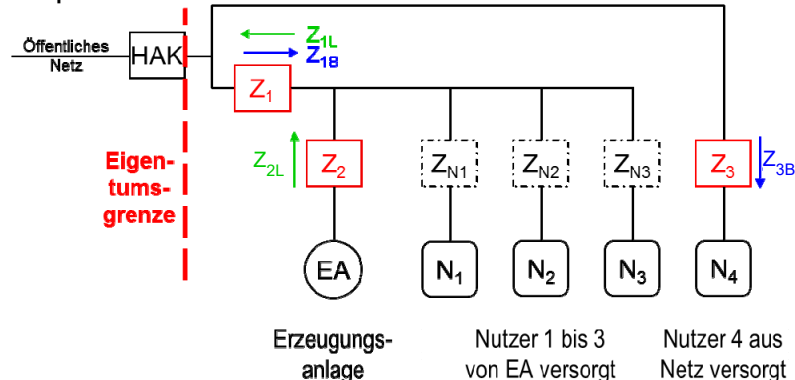 Öffentliches
Netz
HAK
Z1L
Z1B
Z1
Eigen-
tums-
grenze
Z2L
Z2
ZN1
ZN2
ZN3
Z3
Z3B
EA
N1
N2
N3
N4
Erzeugungs-
anlage
Nutzer 1 bis 3
von EA versorgt
Nutzer 4 aus
Netz versorgt